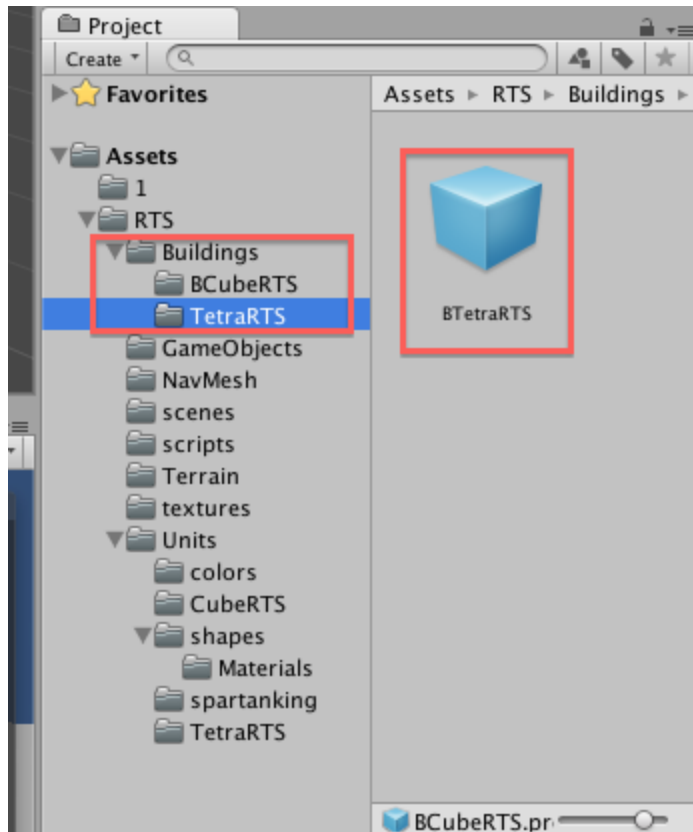 Project
Create
Favorites
Assets
1
RTS
Buildings
BCubeRTS
TetraRTS
GameObjects
NavMesh
scenes
scripts
Terrain
textures
Units
colors
CubeRTS
shapes
Materials
spartanking
TetraRTS
Assets RTS Buildings
BTetraRTS
BCubeRTS.pr